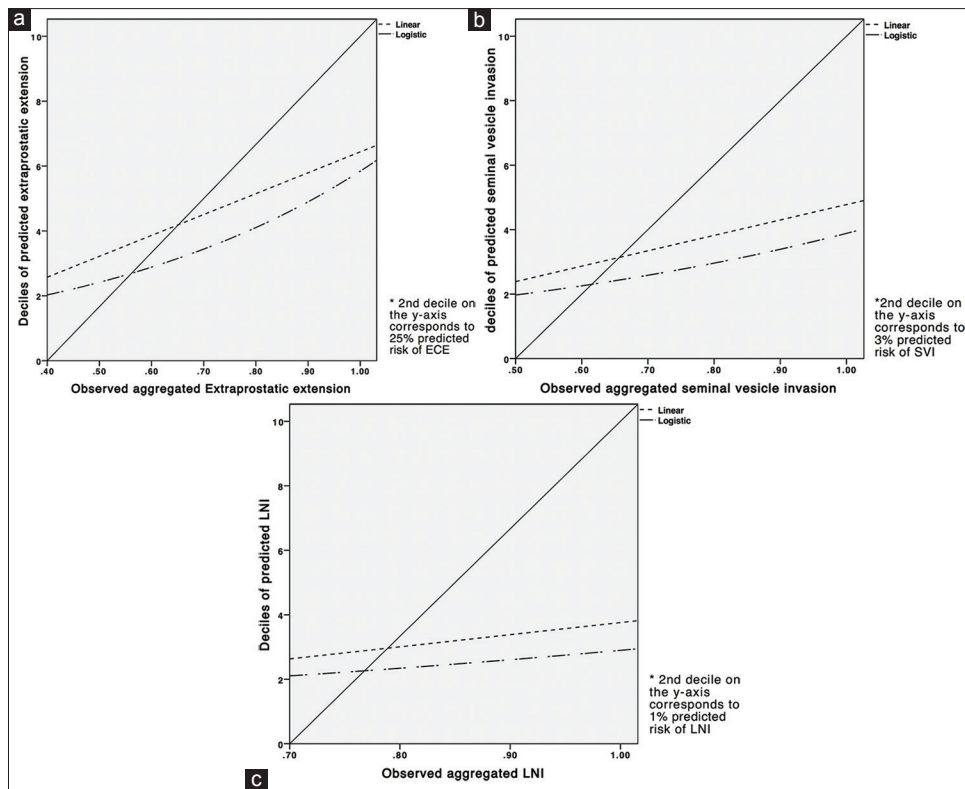 a
Linear
Logistic
Deciles of predicted extraprostatic extension
10
8
6
4
2
0
.40
.50
.60
.70
.80
.90
1.00
Observed aggregated Extraprostatic extension
* 2nd decile on
the y-axis
corresponds to
25% predicted
risk of ECE
b
Linear
Logistic
deciles of predicted seminal vesicle invasion
10
8
6
4
2
0
.50
.60
.70
.80
.90
1.00
Observed aggregated seminal vesicle invasion
*2nd decile on
the y-axis
corresponds to
3% predicted
risk of SVI
Linear
Logistic
Deciles of predicted LNI
10
8
6
4
2
0
.70
.80
.90
1.00
Observed aggregated LNI
* 2nd decile on
the y-axis
corresponds to
1% predicted
risk of LNI
c